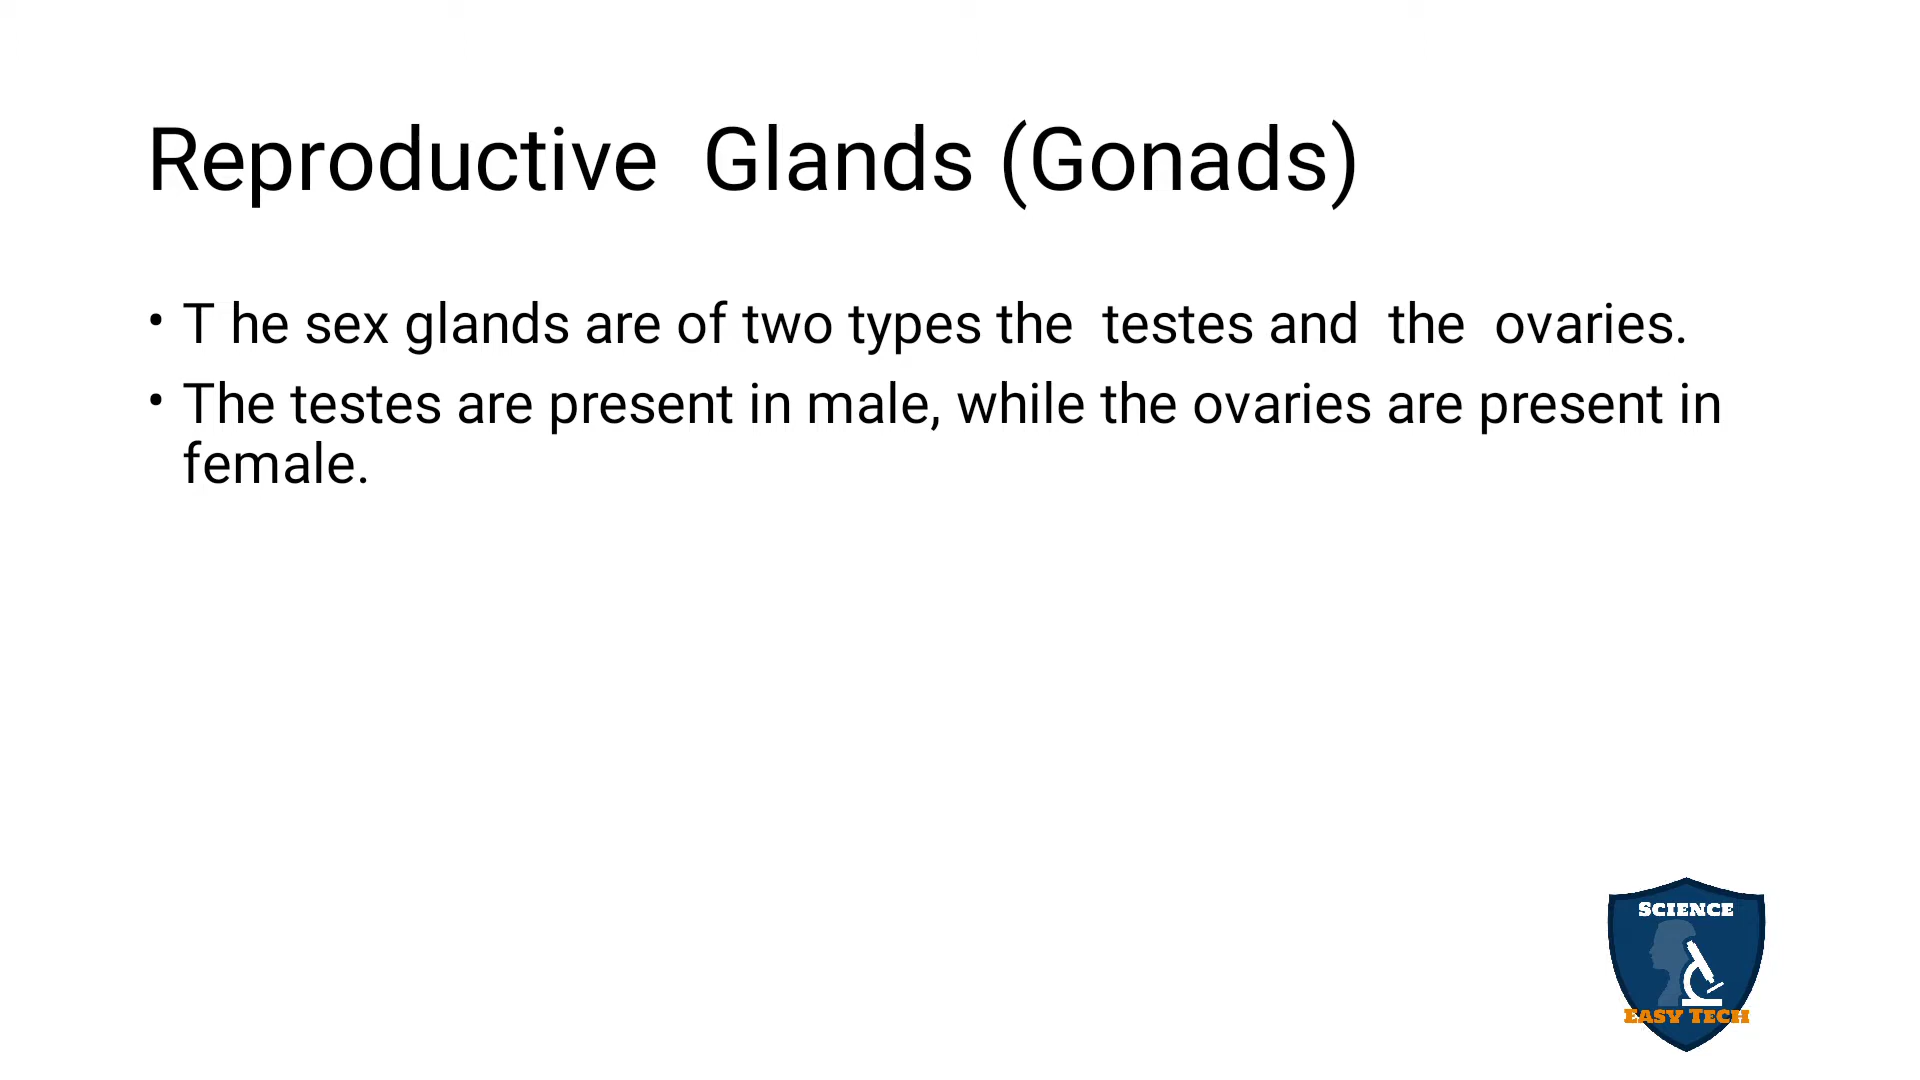 Reproductive  Glands (Gonads)
• T he sex glands are of two types the  testes and  the  ovaries.
• The testes are present in male, while the ovaries are present in
female.
SCIENCE
EASY TECH